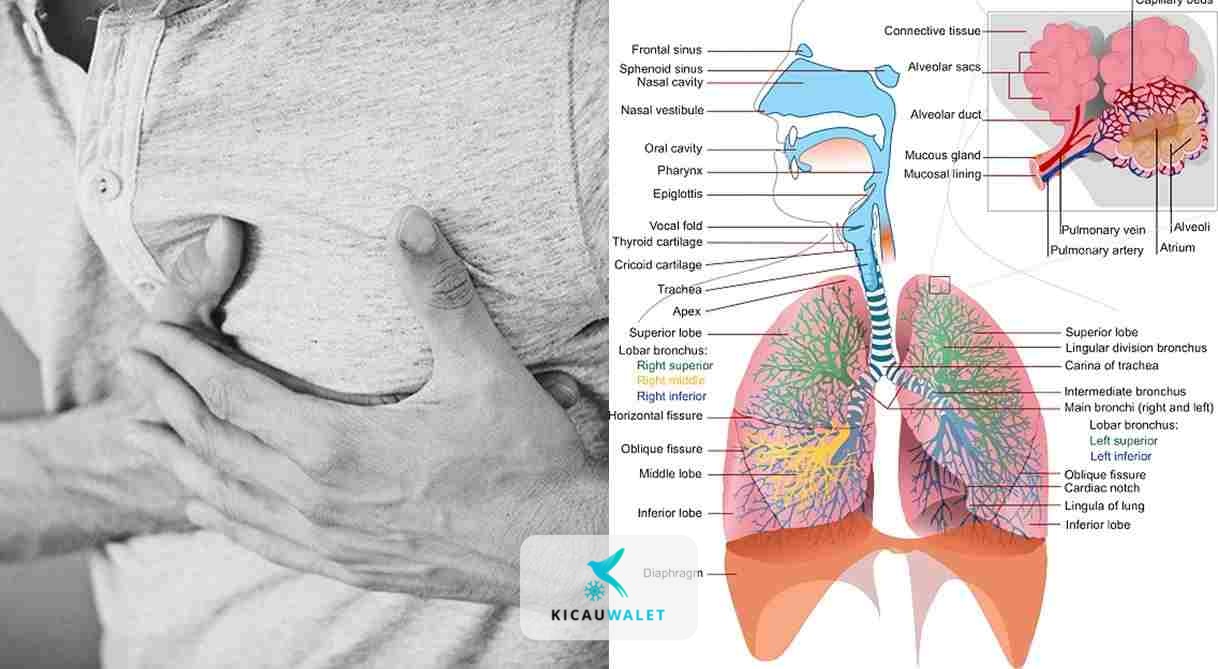 Frontal sinus
Sphenoid sinus
Nasal cavity
Nasal vestibule
Oral cavity
Pharynx
Epiglottis
Vocal fold
Thyroid cartilage
Cricoid cartilage
Trachea
Apex
Superior lobe
Lobar bronchus:
Right superior
Right middle
Right inferior
Horizontal fissure
Oblique fissure
Middle lobe
Inferior lobe
Diaphragm
Capillary beds
Connective tissue
Alveolar sacs
Alveolar duct
Mucous gland
Mucosal lining
Pulmonary vein
Pulmonary artery
Alveoli
Atrium
Superior lobe
Lingular division bronchus
Carina of trachea
Intermediate bronchus
Main bronchi (right and left)
Lobar bronchus:
Left superior
Left inferior
Oblique fissure
Cardiac notch
Lingula of lung
Inferior lobe
KICAUWALET